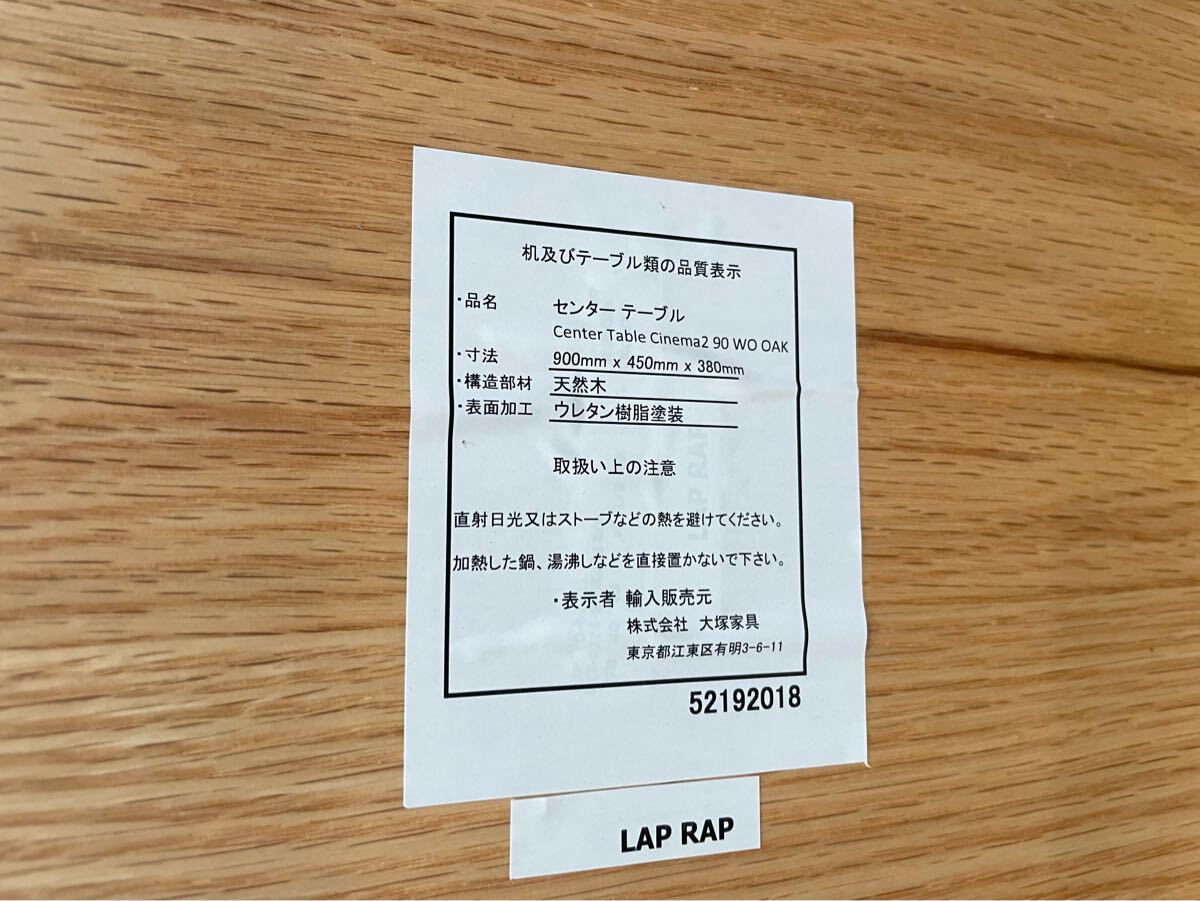 机及びテーブル類の品質表示
・品名 センター テーブル
Center Table Cinema2 90 WO OAK
・寸法 900mm x 450mm x 380mm
・構造部材 天然木
・表面加工 ウレタン樹脂塗装
取扱い上の注意
直射日光又はストーブなどの熱を避けてください。
加熱した鍋、湯沸しなどを直接置かないで下さい。
・表示者 輸入販売元
株式会社 大塚家具
東京都江東区有明3-6-11
52192018
LAP RAP